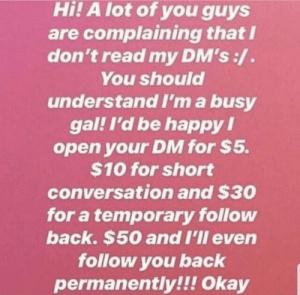 Hi! A lot of you guys
are complaining that I
don't read my DM's :/.
You should
understand I'm a busy
gal! I'd be happy I
open your DM for $5.
$10 for short
conversation and $30
for a temporary follow
back. $50 and I'll even
follow you back
permanently!!! Okay